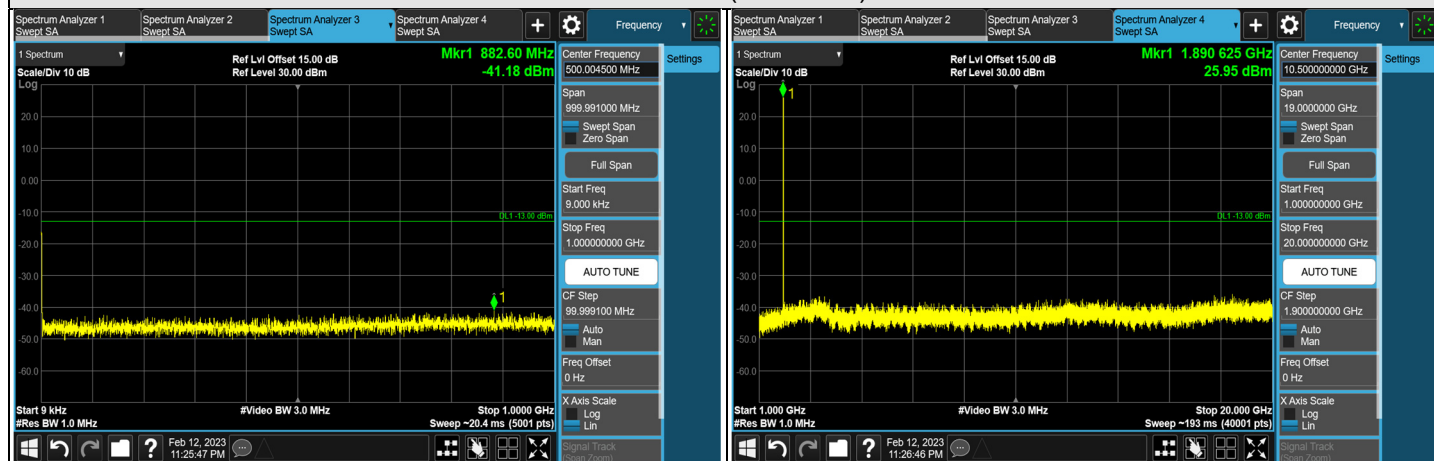 Spectrum Analyzer 1
Swept SA
Spectrum Analyzer 2
Swept SA
Spectrum Analyzer 3
Swept SA
Spectrum Analyzer 4
Swept SA
+
Frequency
1 Spectrum
Scale/Div 10 dB
Log
Ref Lvl Offset 15.00 dB
Ref Level 30.00 dBm
Mkr1 882.60 MHz
-41.18 dBm
20.0
10.0
0.00
-10.0
-20.0
-30.0
-40.0
-50.0
-60.0
DL1 -13.00 dBm
1
Start 9 kHz
#Res BW 1.0 MHz
#Video BW 3.0 MHz
Stop 1.0000 GHz
Sweep ~20.4 ms (5001 pts)
Center Frequency
500.004500 MHz
Settings
Span
999.991000 MHz
Swept Span
Zero Span
Full Span
Start Freq
9.000 kHz
Stop Freq
1.000000000 GHz
AUTO TUNE
CF Step
99.999100 MHz
Auto
Man
Freq Offset
0 Hz
X Axis Scale
Log
Lin
Signal Track
(Span Zoom)
?
Feb 12, 2023
11:25:47 PM
Spectrum Analyzer 1
Swept SA
Spectrum Analyzer 2
Swept SA
Spectrum Analyzer 3
Swept SA
Spectrum Analyzer 4
Swept SA
+
Frequency
1 Spectrum
Scale/Div 10 dB
Log
Ref Lvl Offset 15.00 dB
Ref Level 30.00 dBm
Mkr1 1.890 625 GHz
25.95 dBm
1
20.0
10.0
0.00
-10.0
-20.0
-30.0
-40.0
-50.0
-60.0
DL1 -13.00 dBm
Start 1.000 GHz
#Res BW 1.0 MHz
#Video BW 3.0 MHz
Stop 20.000 GHz
Sweep ~193 ms (40001 pts)
Center Frequency
10.500000000 GHz
Settings
Span
19.0000000 GHz
Swept Span
Zero Span
Full Span
Start Freq
1.000000000 GHz
Stop Freq
20.000000000 GHz
AUTO TUNE
CF Step
1.900000000 GHz
Auto
Man
Freq Offset
0 Hz
X Axis Scale
Log
Lin
Signal Track
(Span Zoom)
?
Feb 12, 2023
11:26:46 PM